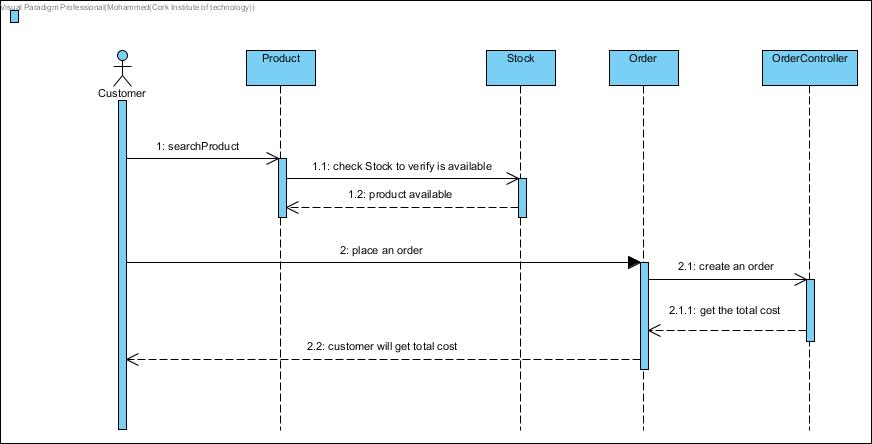 Visual Paradigm Professional(Mohammed(Cork Institute of technology))
Customer
Product
Stock
Order
OrderController
1: searchProduct
1.1: check Stock to verify is available
1.2: product available
2: place an order
2.1: create an order
2.1.1: get the total cost
2.2: customer will get total cost